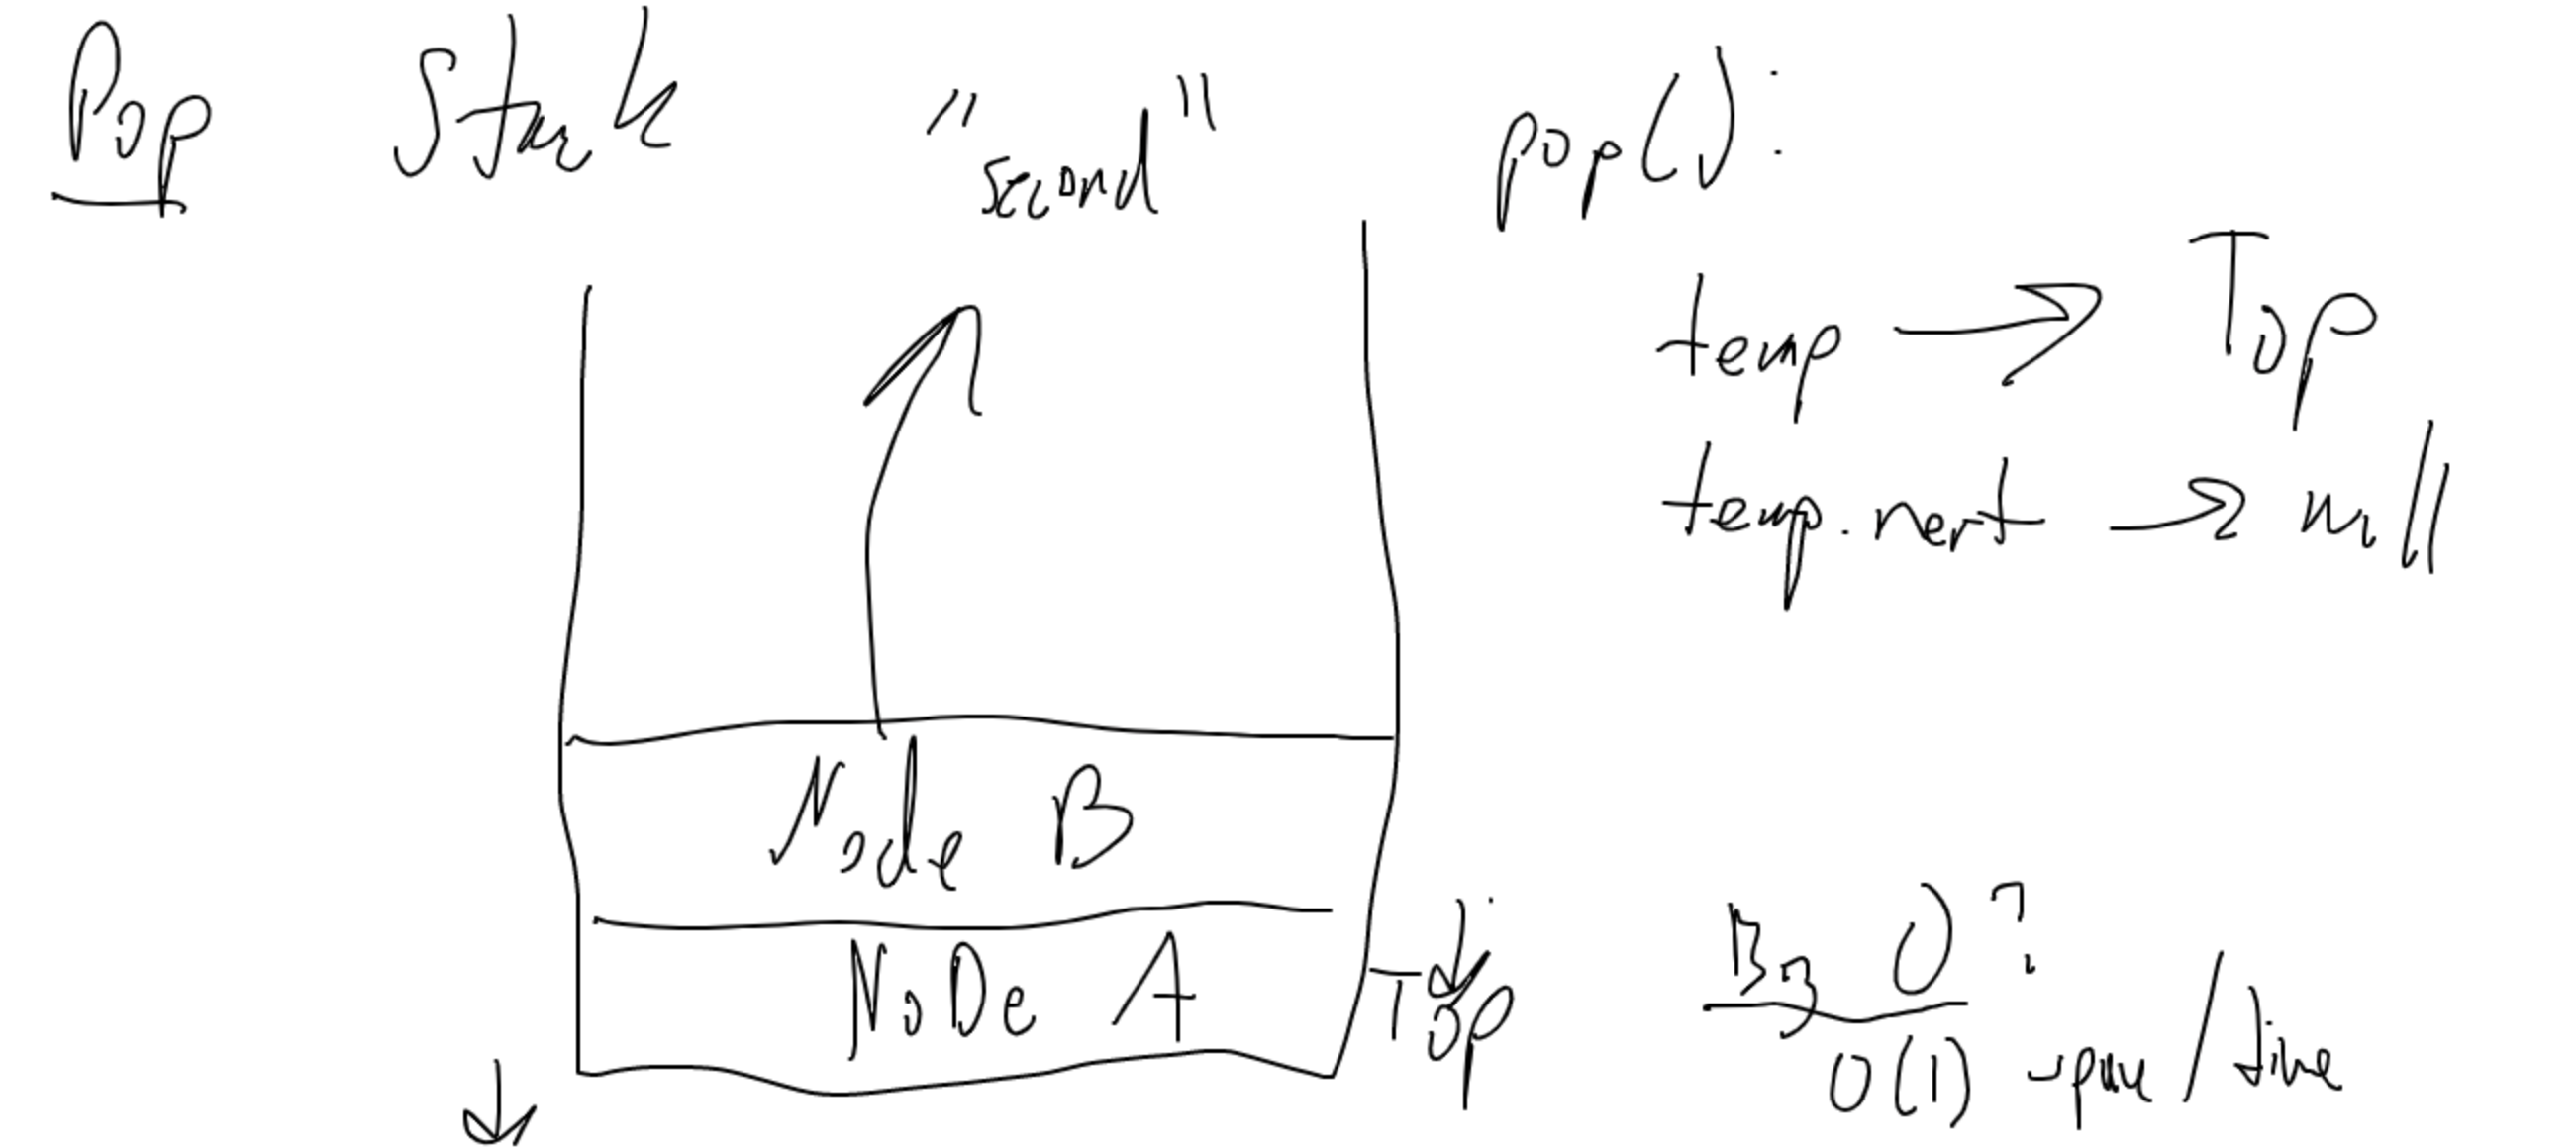 Pop Stack "second" pop():
temp → Top
temp.next → null
Node B
NoDe A
Top
Big O?
O(1) space/time